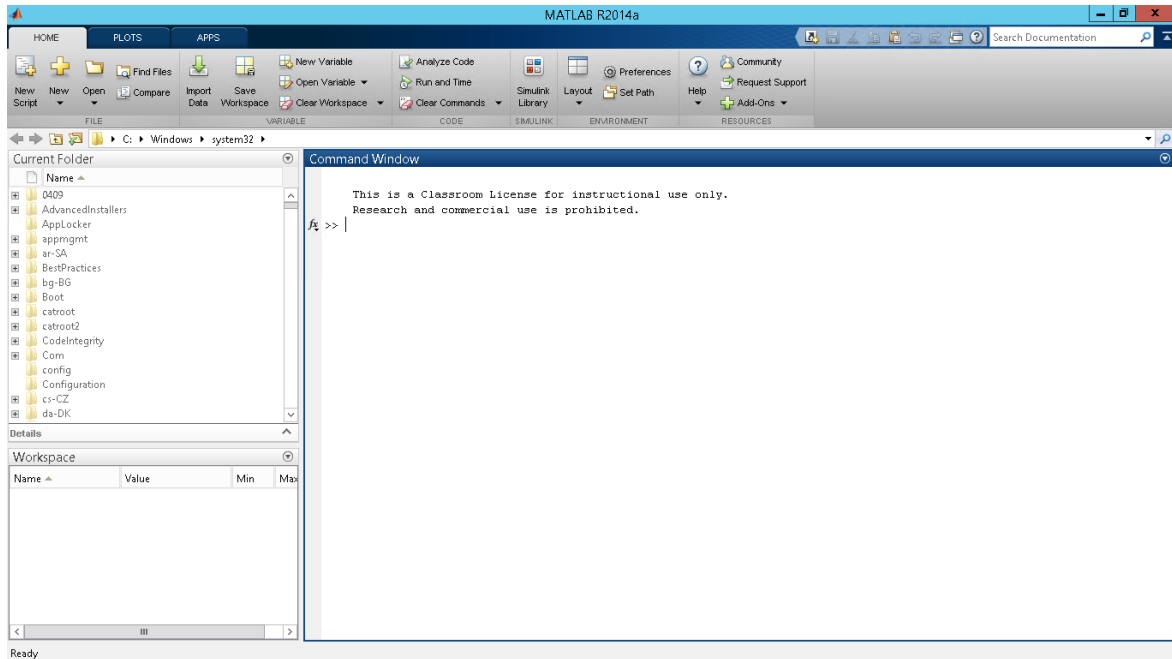 MATLAB R2014a
HOME PLOTS APPS
Search Documentation
New Script
New
Open
Find Files
Compare
Import Data
Save Workspace
New Variable
Open Variable
Clear Workspace
Analyze Code
Run and Time
Clear Commands
Simulink Library
Layout
Preferences
Set Path
Help
Community
Request Support
Add-Ons
FILE VARIABLE CODE SIMULINK ENVIRONMENT RESOURCES
C: Windows system32
Current Folder
Name
0409
AdvancedInstallers
AppLocker
appmgmt
ar-SA
BestPractices
bg-BG
Boot
catroot
catroot2
CodeIntegrity
Com
config
Configuration
cs-CZ
da-DK
Details
Workspace
Name Value Min Max
Command Window
This is a Classroom License for instructional use only.
Research and commercial use is prohibited.
fx >>
Ready